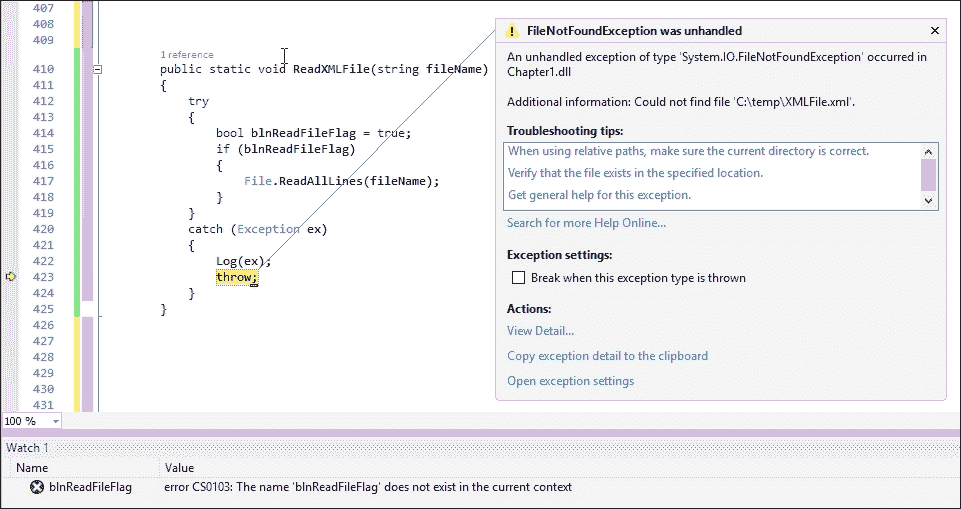 407
408
409
1 reference
410 public static void ReadXMLFile(string fileName)
411 {
412 try
413 {
414 bool blnReadFileFlag = true;
415 if (blnReadFileFlag)
416 {
417 File.ReadAllLines(fileName);
418 }
419 }
420 catch (Exception ex)
421 {
422 Log(ex);
423 throw;
424 }
425 }
426
427
428
429
430
431
FileNotFoundException was unhandled
An unhandled exception of type 'System.IO.FileNotFoundException' occurred in
Chapter1.dll
Additional information: Could not find file 'C:\temp\XMLFile.xml'.
Troubleshooting tips:
When using relative paths, make sure the current directory is correct.
Verify that the file exists in the specified location.
Get general help for this exception.
Search for more Help Online...
Exception settings:
Break when this exception type is thrown
Actions:
View Detail...
Copy exception detail to the clipboard
Open exception settings
100 %
Watch 1
Name Value
blnReadFileFlag error CS0103: The name 'blnReadFileFlag' does not exist in the current context